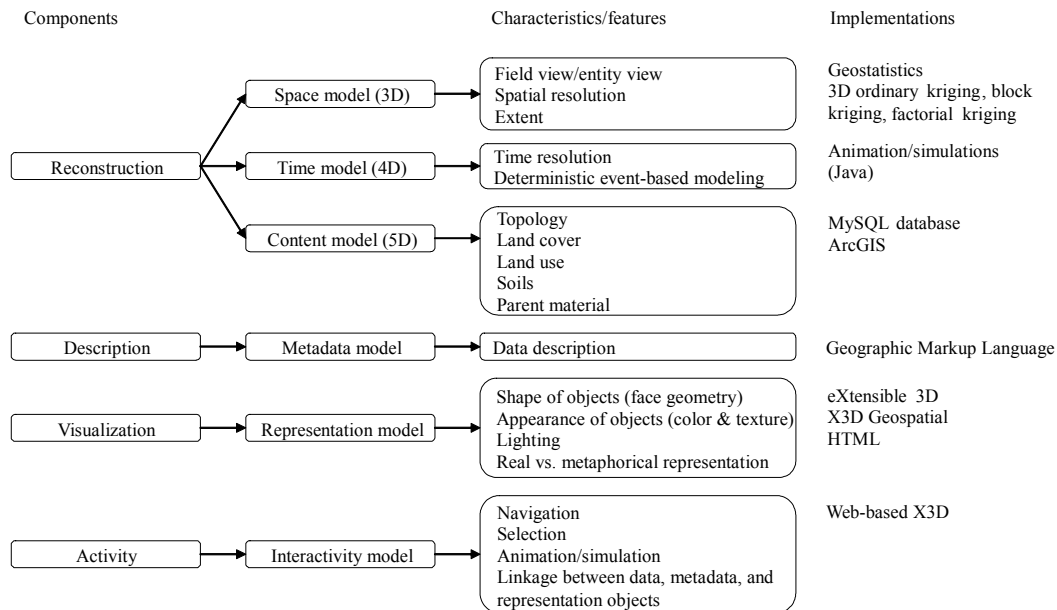 Components
Characteristics/features
Implementations
Reconstruction
Space model (3D)
Field view/entity view
Spatial resolution
Extent
Geostatistics
3D ordinary kriging, block
kriging, factorial kriging
Time model (4D)
Time resolution
Deterministic event-based modeling
Animation/simulations
(Java)
Content model (5D)
Topology
Land cover
Land use
Soils
Parent material
MySQL database
ArcGIS
Description
Metadata model
Data description
Geographic Markup Language
Visualization
Representation model
Shape of objects (face geometry)
Appearance of objects (color & texture)
Lighting
Real vs. metaphorical representation
eXtensible 3D
X3D Geospatial
HTML
Activity
Interactivity model
Navigation
Selection
Animation/simulation
Linkage between data, metadata, and
representation objects
Web-based X3D